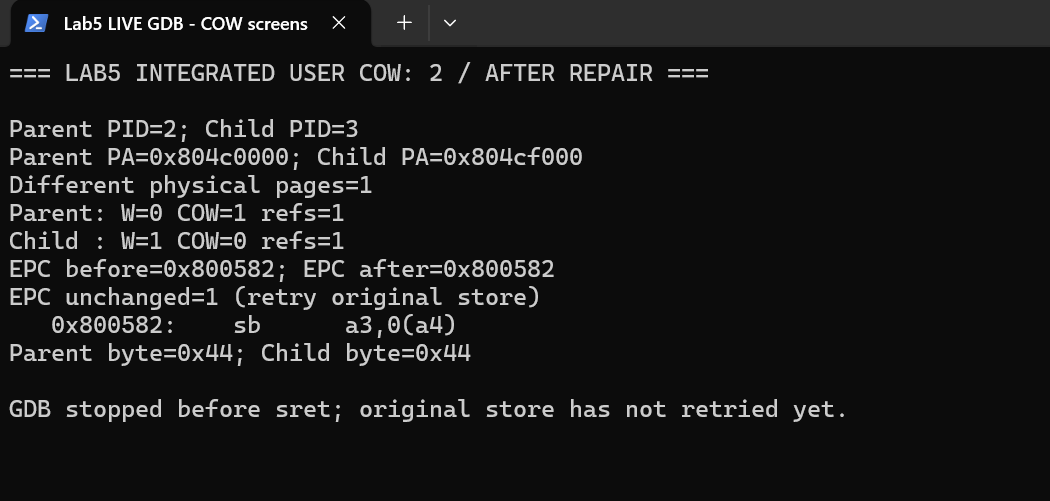 Lab5 LIVE GDB - COW screens
=== LAB5 INTEGRATED USER COW: 2 / AFTER REPAIR ===
Parent PID=2; Child PID=3
Parent PA=0x804c0000; Child PA=0x804cf000
Different physical pages=1
Parent: W=0 COW=1 refs=1
Child : W=1 COW=0 refs=1
EPC before=0x800582; EPC after=0x800582
EPC unchanged=1 (retry original store)
   0x800582:    sb      a3,0(a4)
Parent byte=0x44; Child byte=0x44
GDB stopped before sret; original store has not retried yet.